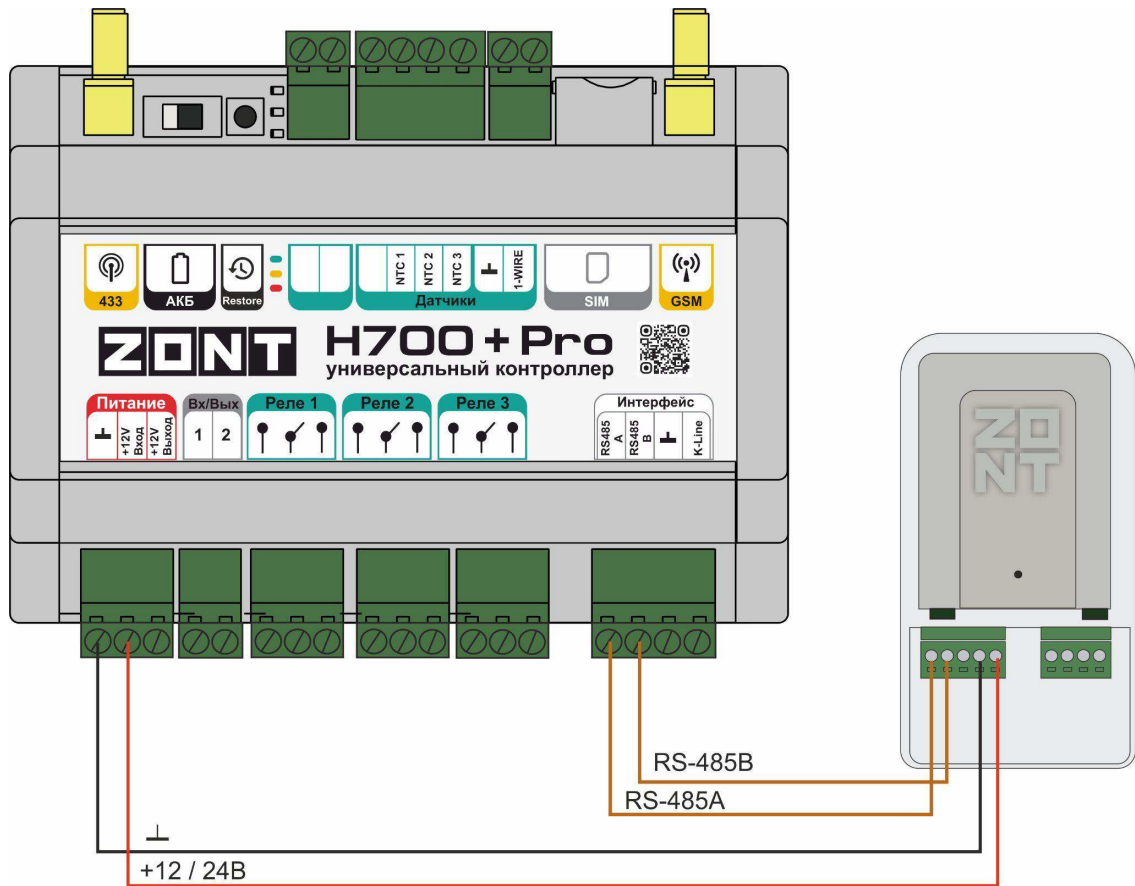 NTC 1
NTC 2
NTC 3
1-WIRE
433
АКБ
Restore
Датчики
SIM
GSM
ZONT
H700+Pro
универсальный контроллер
Питание
Вх/Вых
Реле 1
Реле 2
Реле 3
Интерфейс
+12V
Вход
+12V
Выход
1
2
RS485
A
RS485
B
K-Line
ZO
NT
RS-485B
RS-485A
+12 / 24В